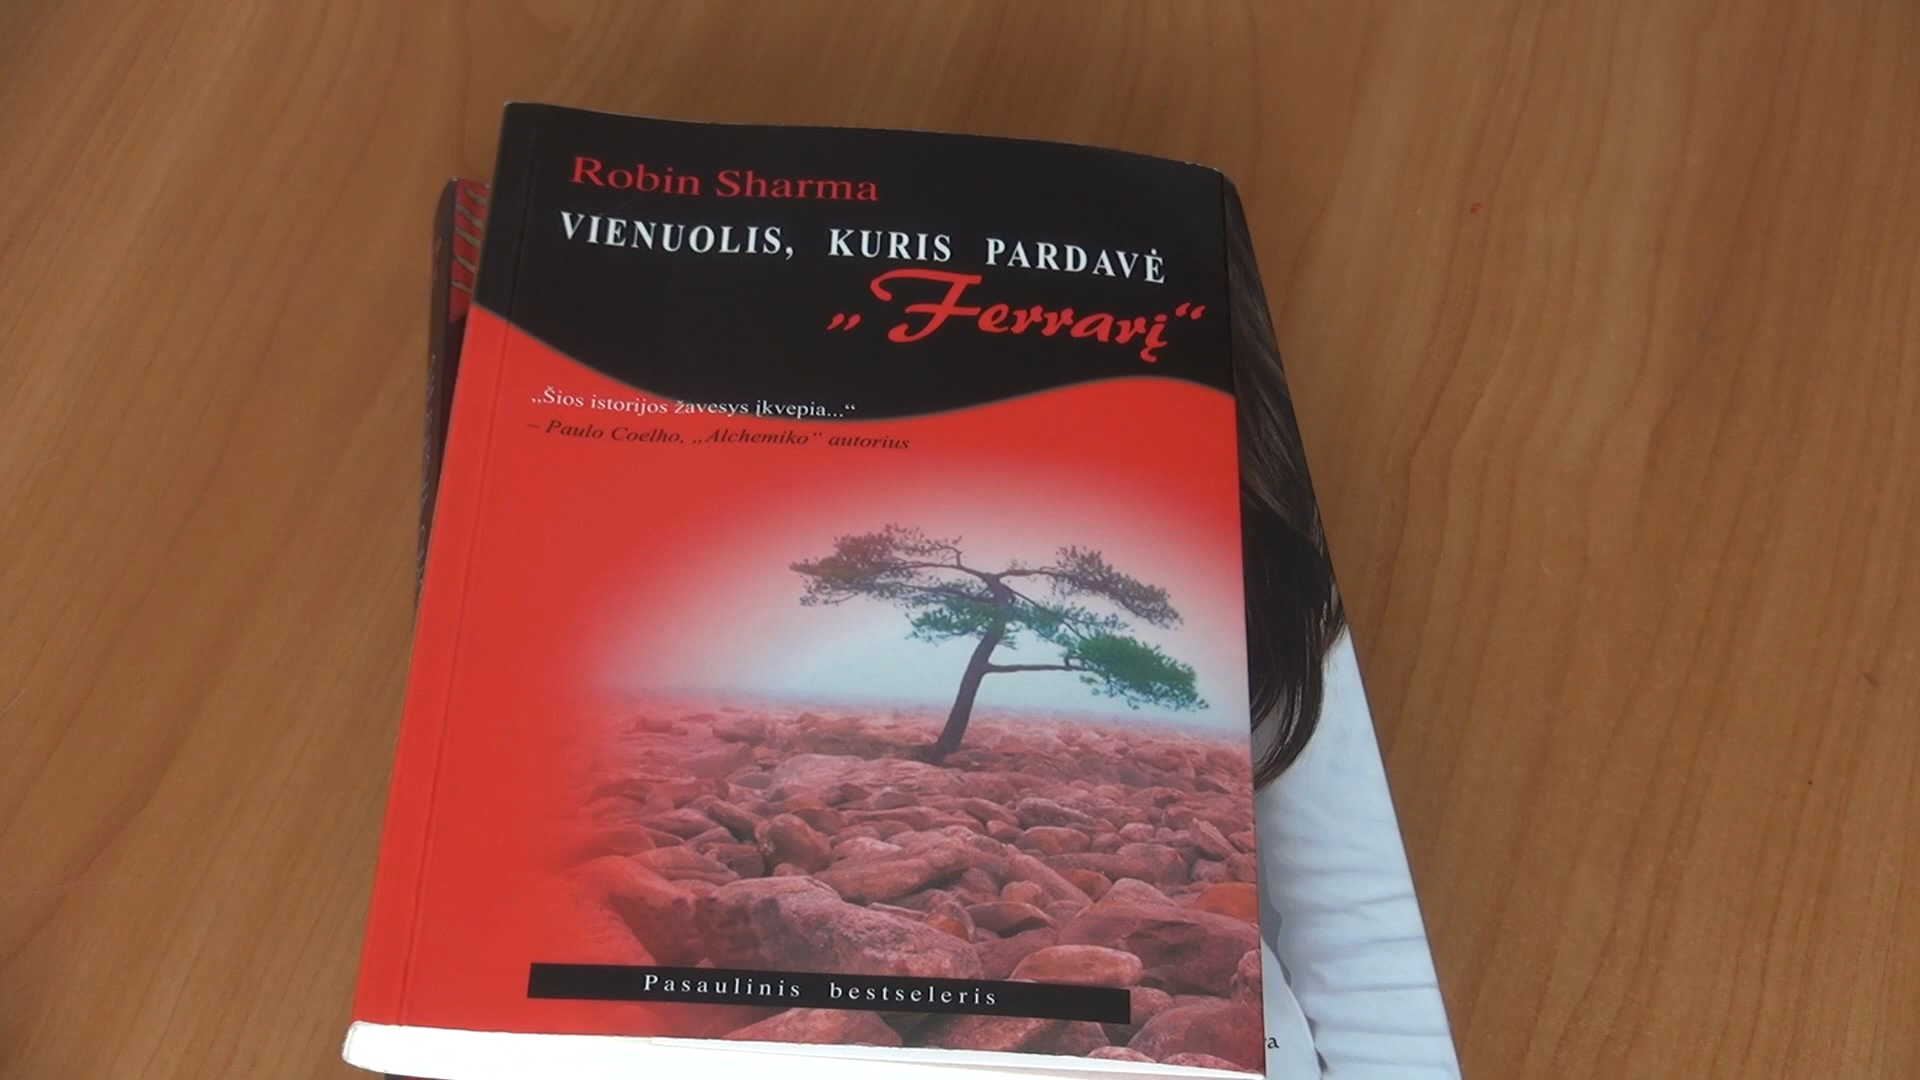 Robin Sharma
VIENUOLIS, KURIS PARDAVĖ
„Ferrarį“
„Šios istorijos žavesys įkvepia...“
– Paulo Coelho, „Alchemiko“ autorius
Pasaulinis bestseleris